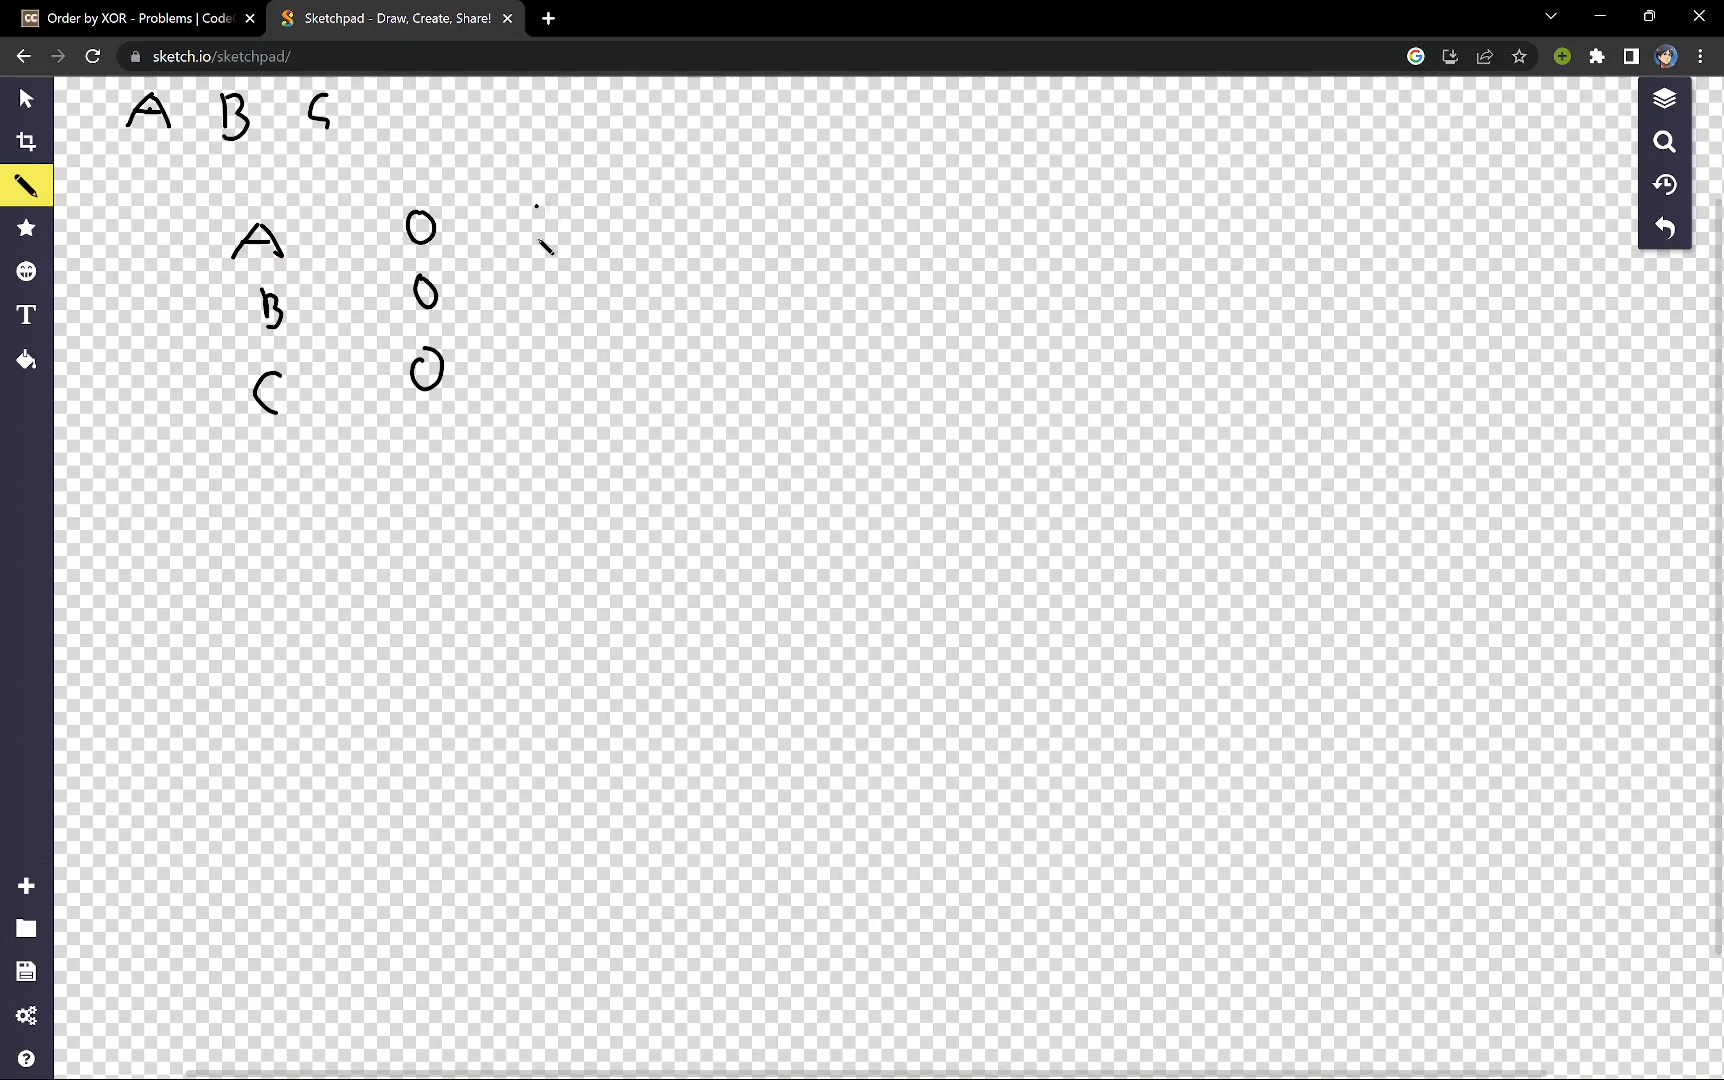 Order by XOR - Problems | Code
Sketchpad - Draw, Create, Share!
sketch.io/sketchpad/
A B C
A 0
B 0
C 0